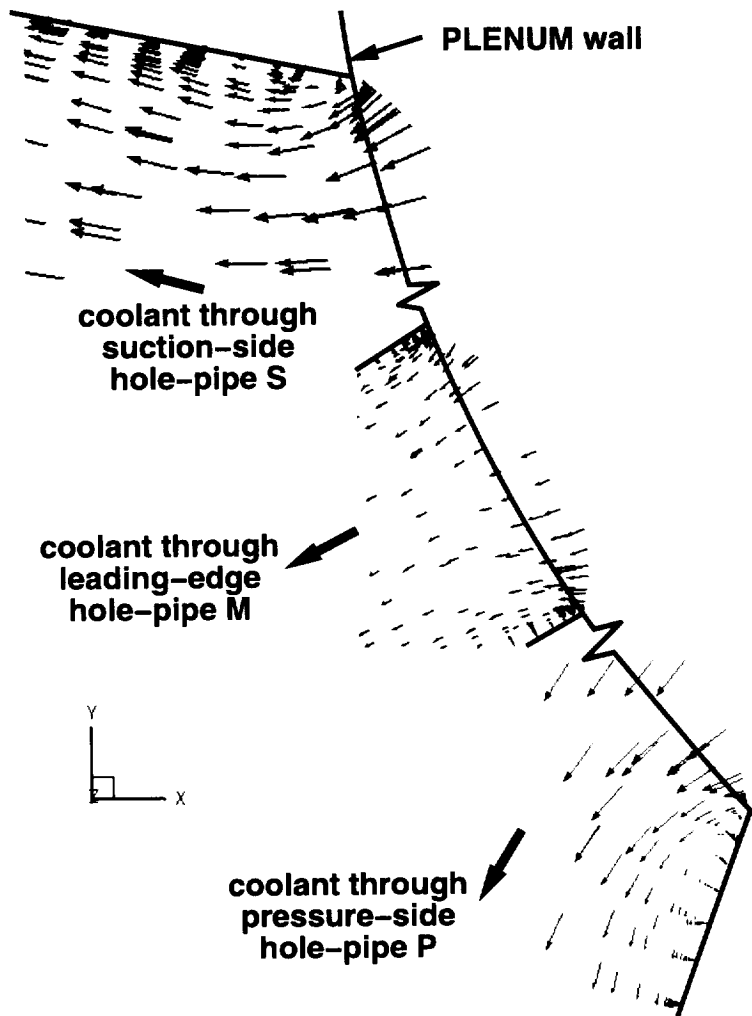 PLENUM wall
coolant through
suction–side
hole–pipe S
coolant through
leading–edge
hole–pipe M
Y
Z
X
coolant through
pressure–side
hole–pipe P